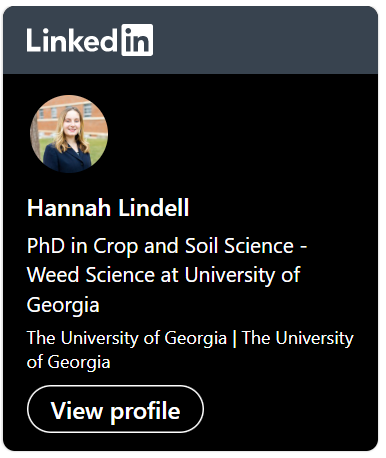 Linkedin
Hannah Lindell
PhD in Crop and Soil Science -
Weed Science at University of
Georgia
The University of Georgia | The University
of Georgia
View profile